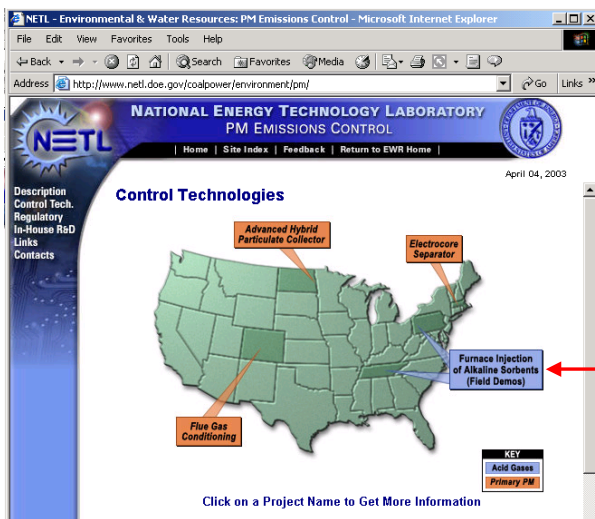 NETL - Environmental & Water Resources: PM Emissions Control - Microsoft Internet Explorer
File Edit View Favorites Tools Help
Back Search Favorites Media
Address http://www.netl.doe.gov/coalpower/environment/pm/ Go Links »
NETL
NATIONAL ENERGY TECHNOLOGY LABORATORY
PM EMISSIONS CONTROL
| Home | Site Index | Feedback | Return to EWR Home |
April 04, 2003
Description
Control Tech.
Regulatory
In-House R&D
Links
Contacts
Control Technologies
Advanced Hybrid
Particulate Collector
Electrocore
Separator
Furnace Injection
of Alkaline Sorbents
(Field Demos)
Flue Gas
Conditioning
KEY
Acid Gases
Primary PM
Click on a Project Name to Get More Information